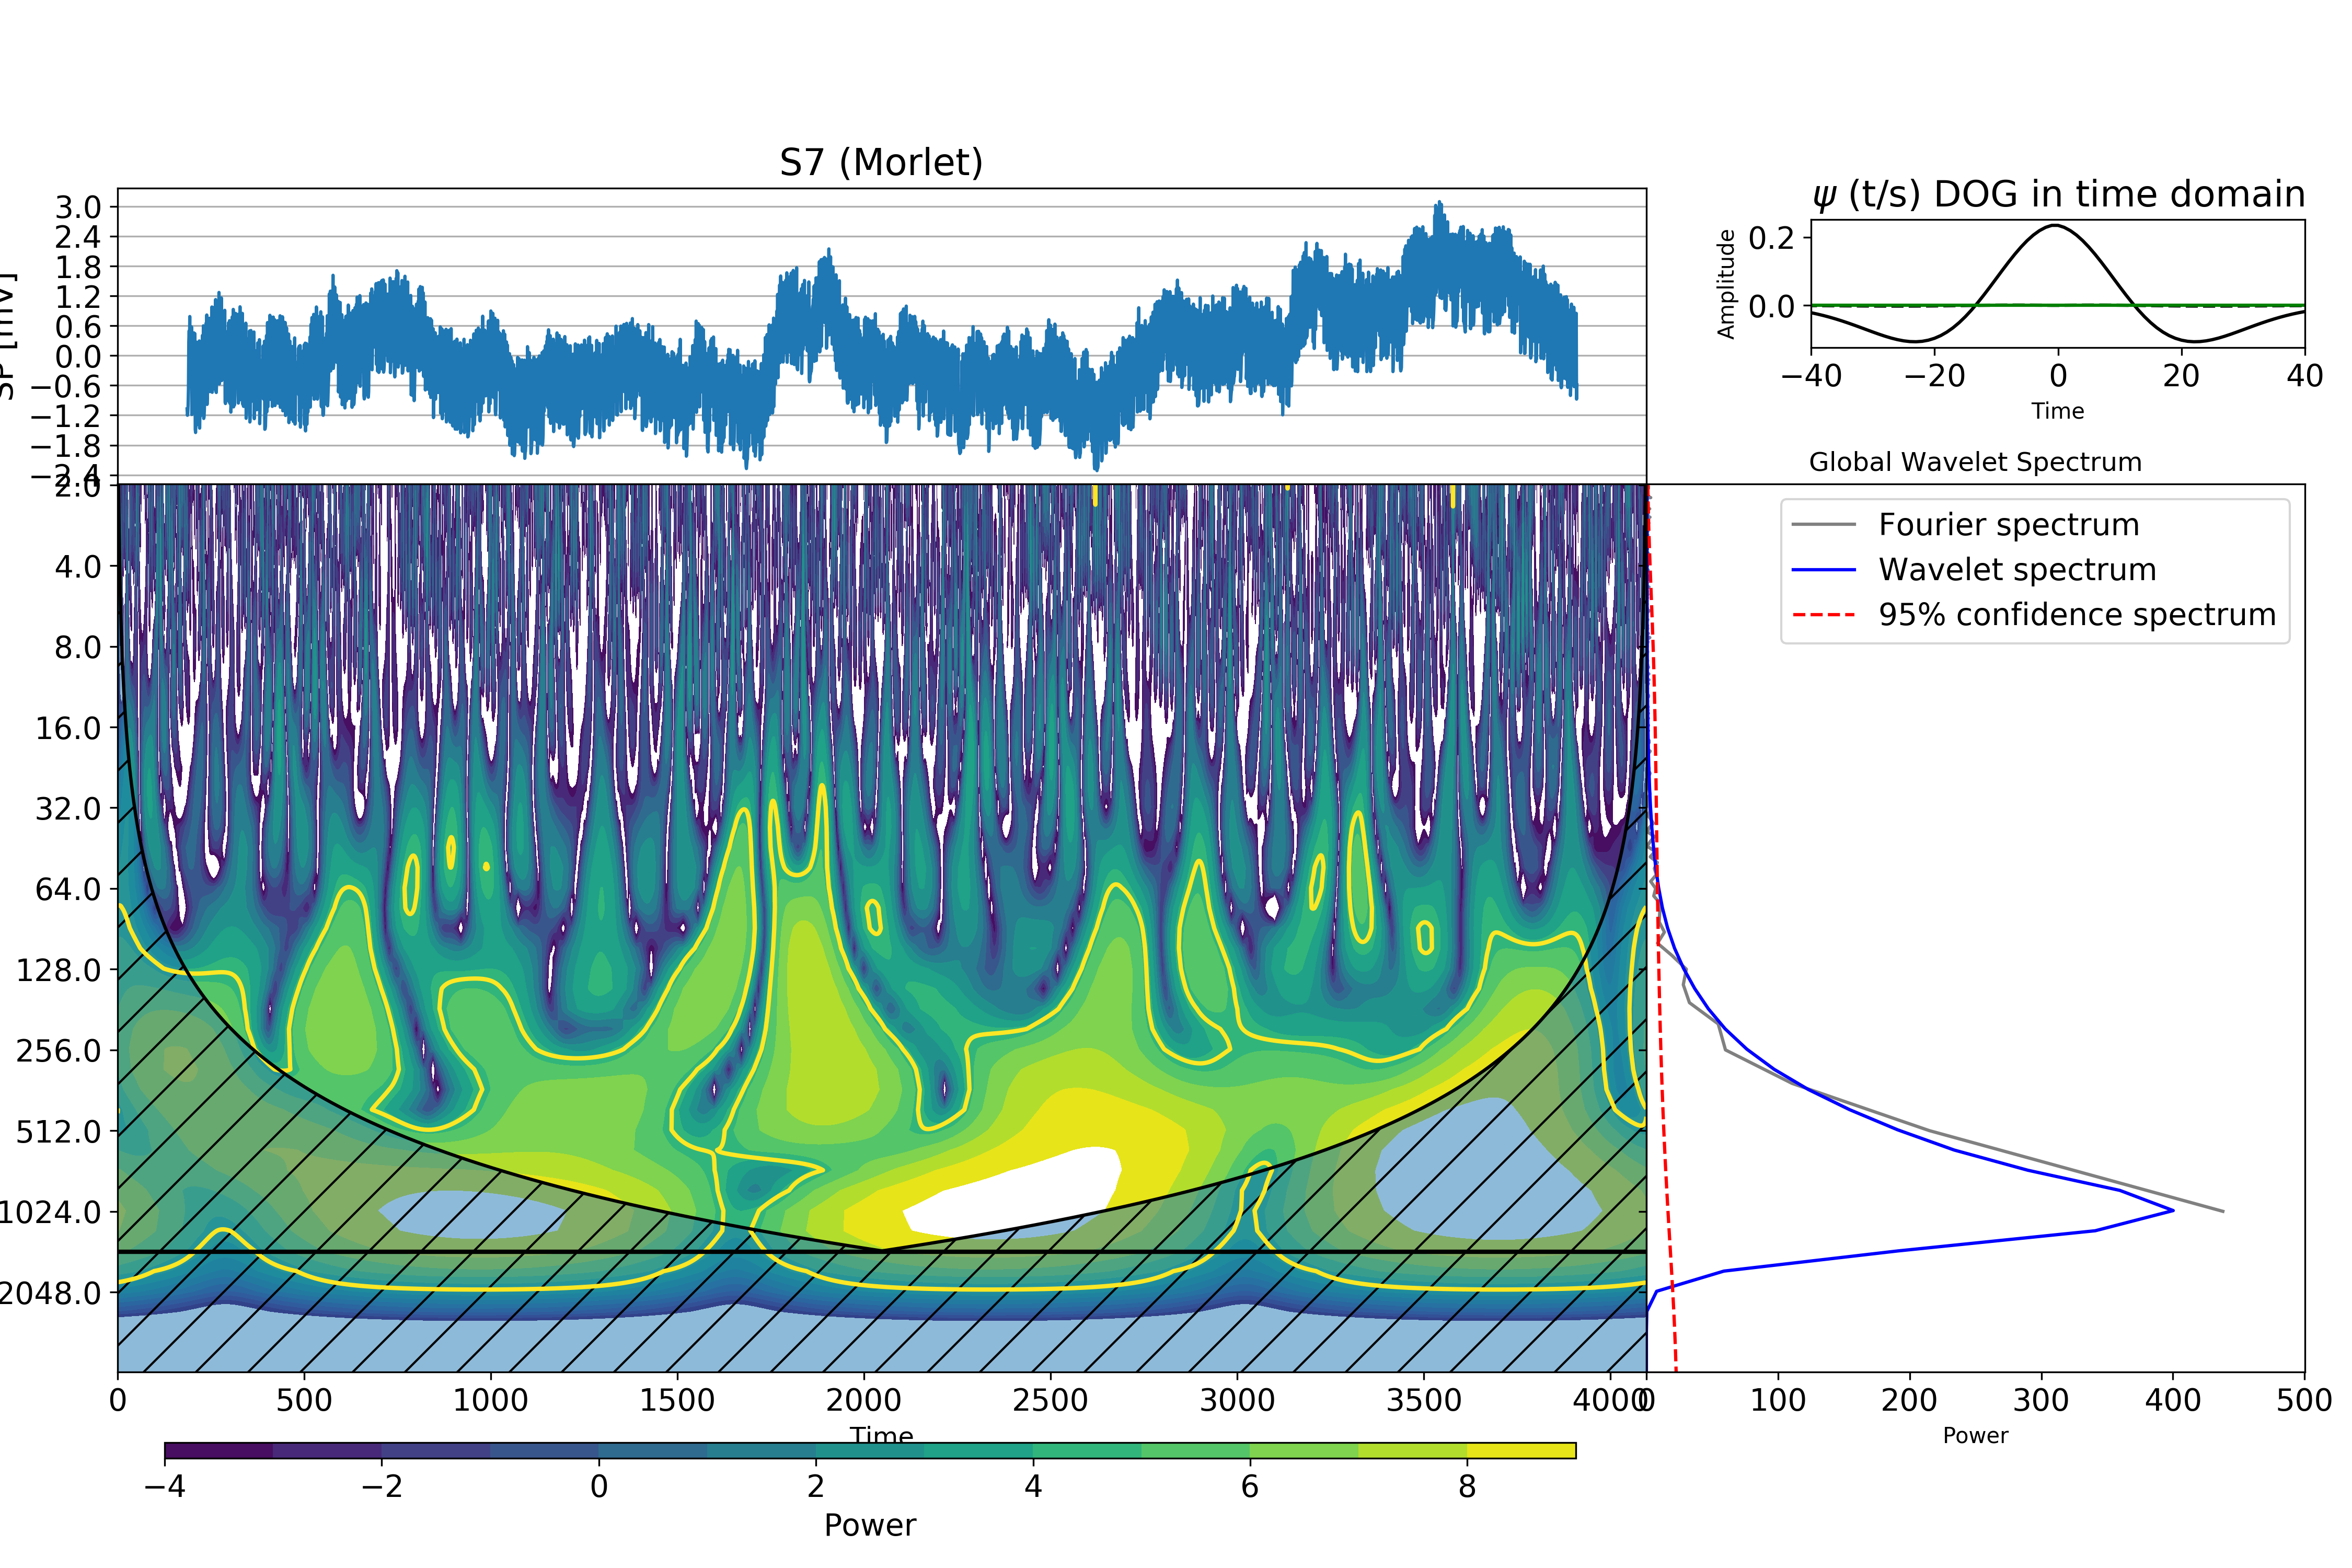 S7 (Morlet)
3.0
2.4
1.8
1.2
0.6
0.0
−0.6
−1.2
−1.8
−2.4
SP [mV]
ψ (t/s) DOG in time domain
0.2
0.0
Amplitude
−40 −20 0 20 40
Time
Global Wavelet Spectrum
Fourier spectrum
Wavelet spectrum
95% confidence spectrum
2.0
4.0
8.0
16.0
32.0
64.0
128.0
256.0
512.0
1024.0
2048.0
0 500 1000 1500 2000 2500 3000 3500 4000
Time
0 100 200 300 400 500
Power
−4 −2 0 2 4 6 8
Power